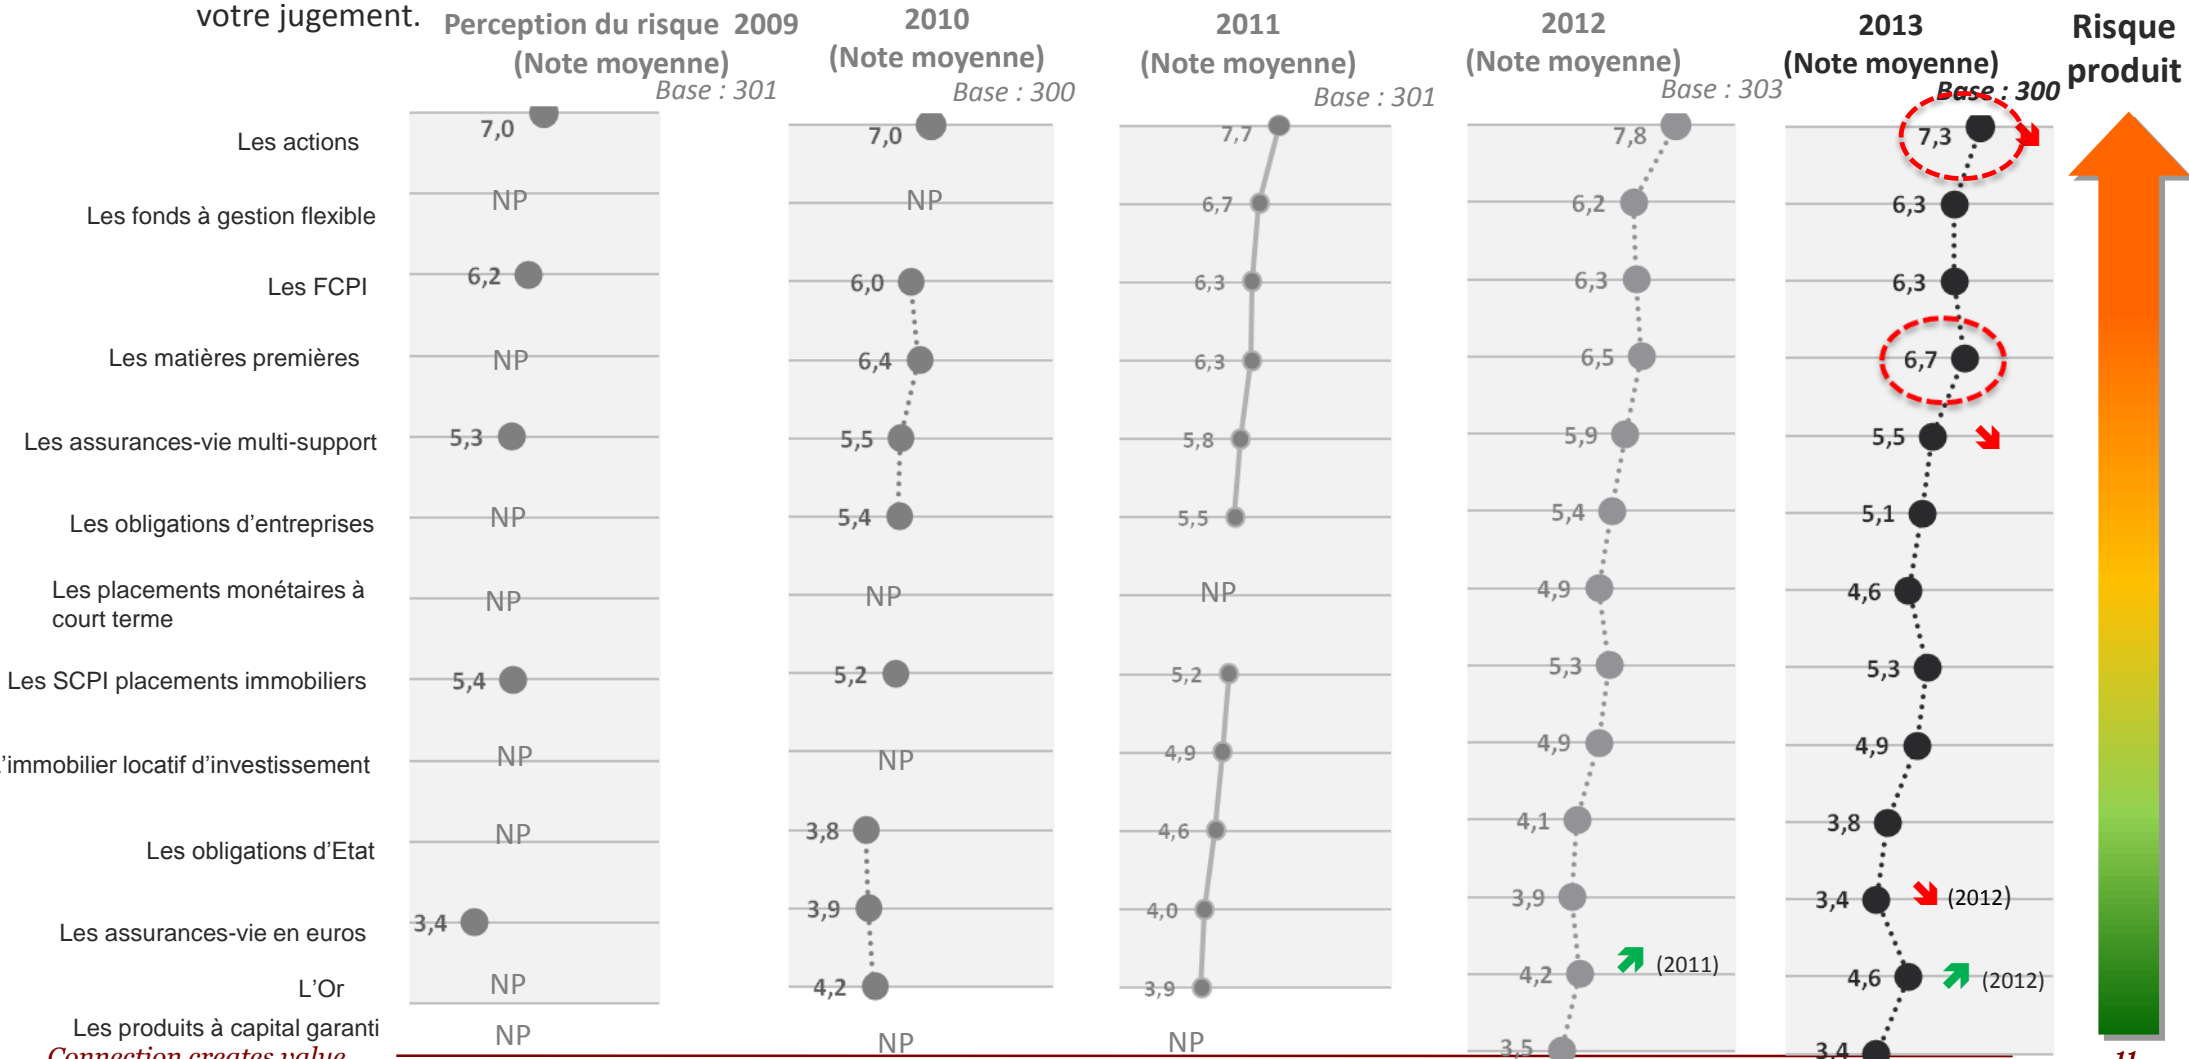 votre jugement.
Perception du risque 2009
(Note moyenne)
Base : 301
2010
(Note moyenne)
Base : 300
2011
(Note moyenne)
Base : 301
2012
(Note moyenne)
Base : 303
2013
(Note moyenne)
Base : 300
Risque
produit
Les actions
7,0
7,0
7,7
7,8
7,3
Les fonds à gestion flexible
NP
NP
6,7
6,2
6,3
Les FCPI
6,2
6,0
6,3
6,3
6,3
Les matières premières
NP
6,4
6,3
6,5
6,7
Les assurances-vie multi-support
5,3
5,5
5,8
5,9
5,5
Les obligations d'entreprises
NP
5,4
5,5
5,4
5,1
Les placements monétaires à
court terme
NP
NP
NP
4,9
4,6
Les SCPI placements immobiliers
5,4
5,2
5,2
5,3
5,3
'immobilier locatif d'investissement
NP
NP
4,9
4,9
4,9
Les obligations d'Etat
NP
3,8
4,6
4,1
3,8
Les assurances-vie en euros
3,4
3,9
4,0
3,9
3,4
(2012)
L'Or
NP
4,2
3,9
4,2
(2011)
4,6
(2012)
Les produits à capital garanti
NP
NP
NP
3,5
3,4
Connection creates value
11